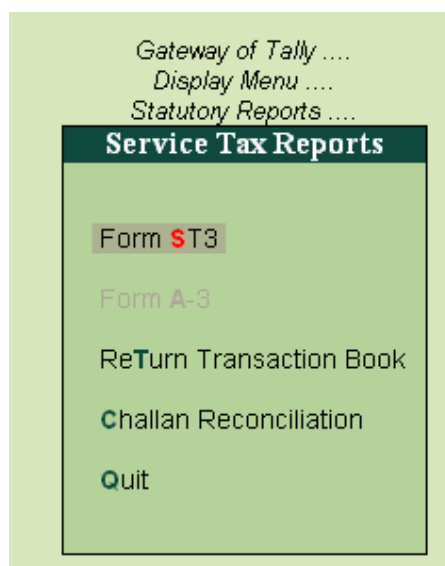 Gateway of Tally ....
Display Menu ....
Statutory Reports ....
Service Tax Reports
Form ST3
Form A-3
ReTurn Transaction Book
Challan Reconciliation
Quit